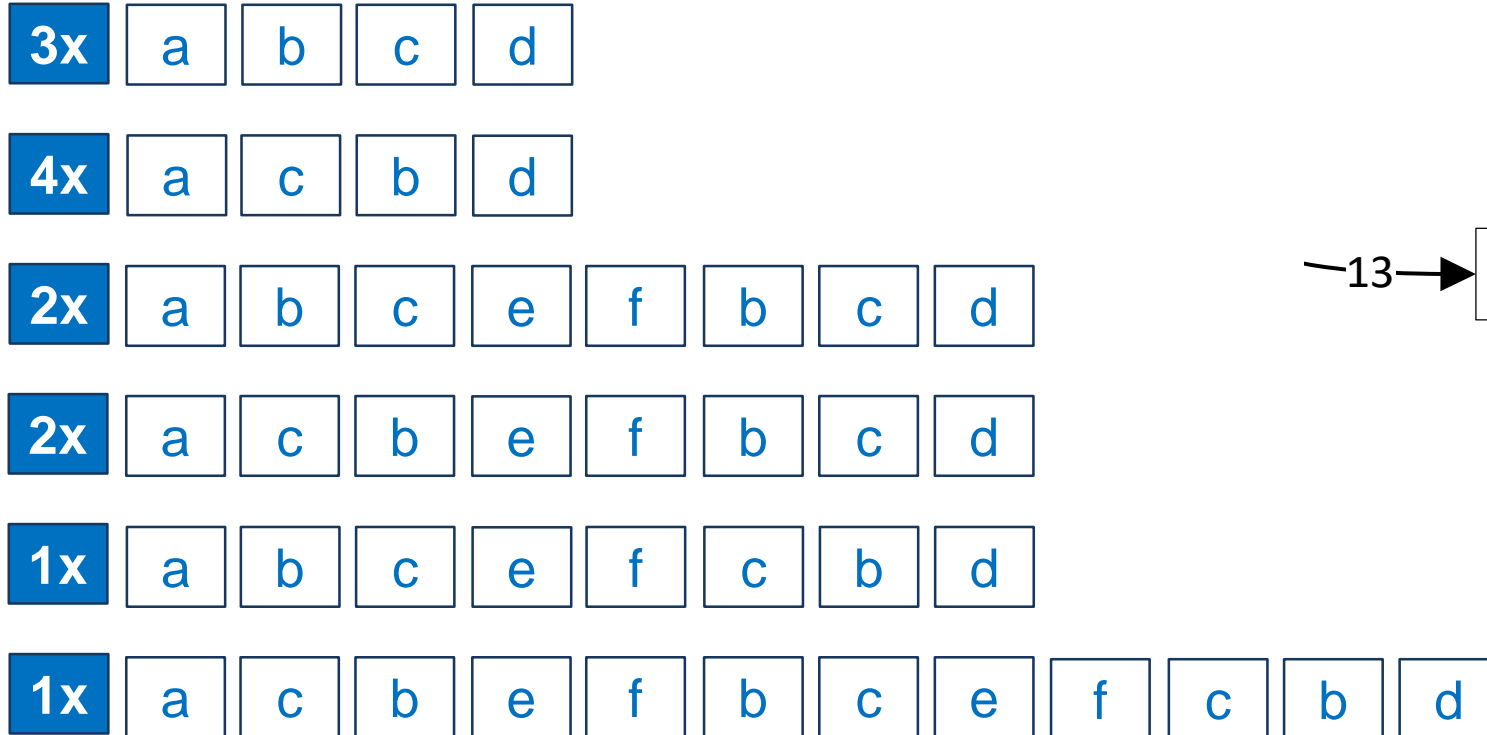 3x a b c d
4x a c b d
13
2x a b c e f b c d
2x a c b e f b c d
1x a b c e f c b d
1x a c b e f b c e f c b d